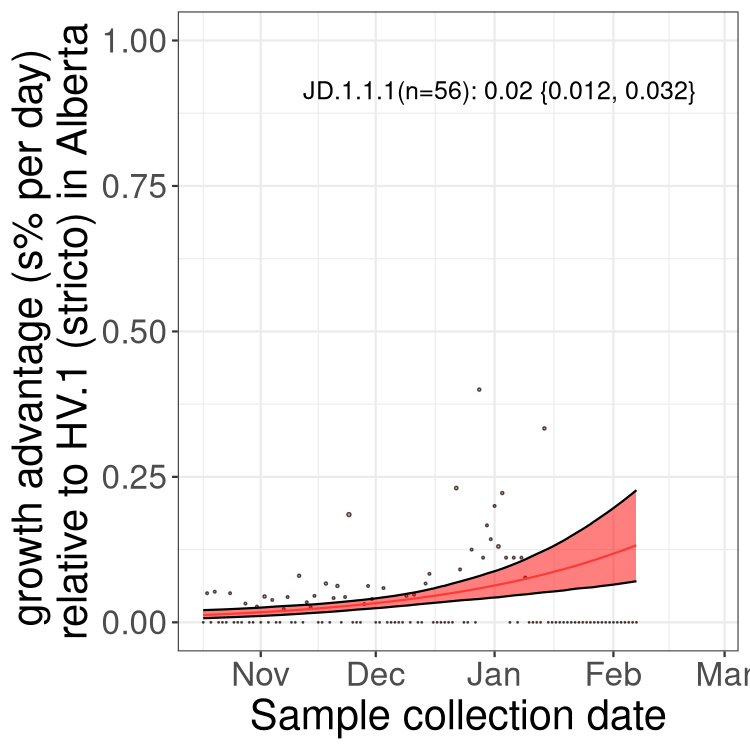 growth advantage (s% per day)
relative to HV.1 (stricto) in Alberta
1.00
0.75
0.50
0.25
0.00
JD.1.1.1(n=56): 0.02 {0.012, 0.032}
Nov Dec Jan Feb Mar
Sample collection date